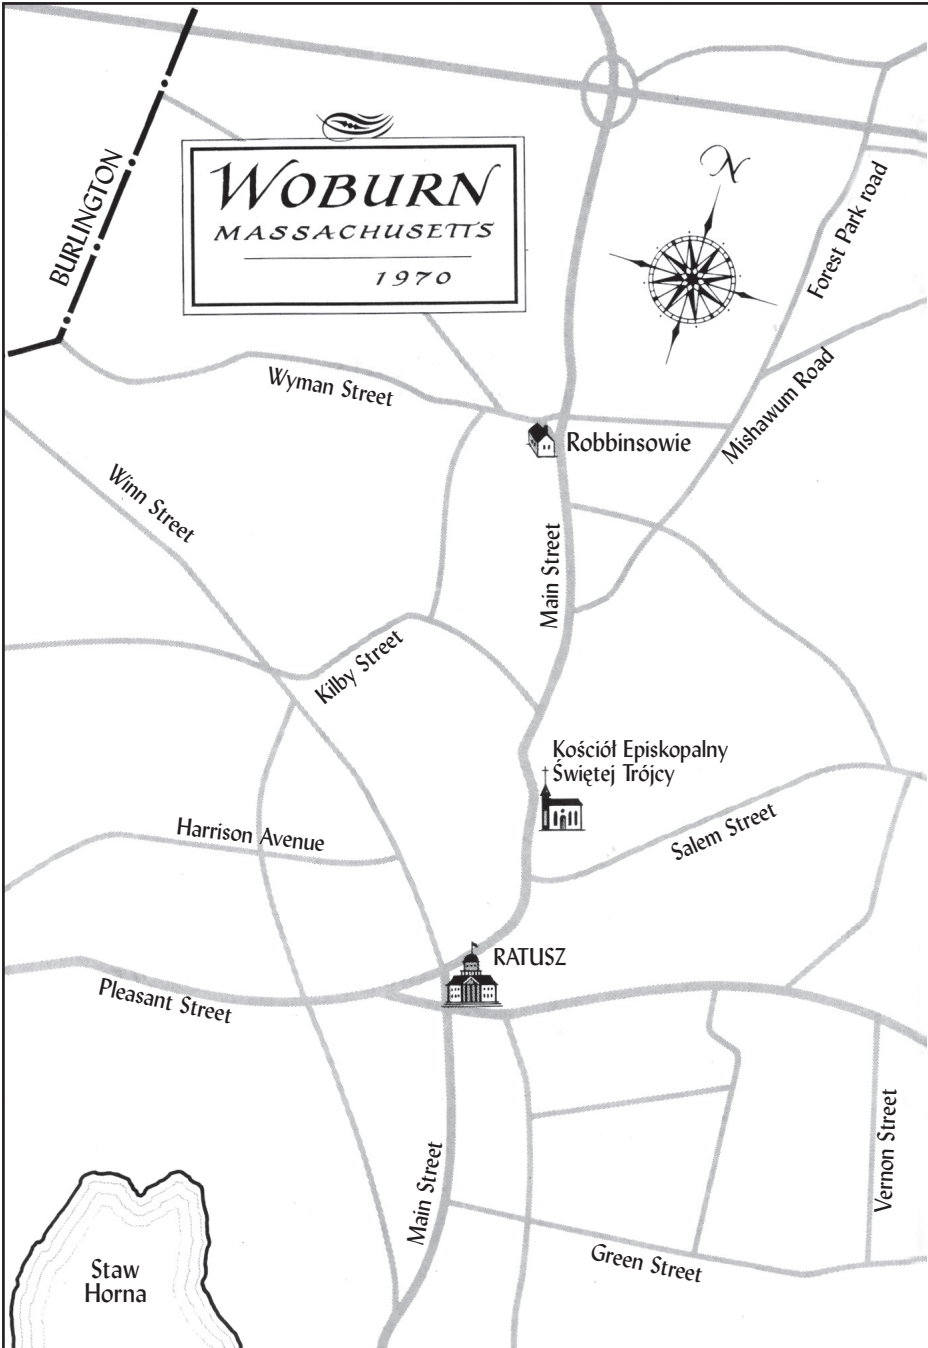 BURLINGTON
WOBURN
MASSACHUSETTS
1970
N
Forest Park road
Wyman Street
Mishawum Road
Robbinsowie
Winn Street
Main Street
Kilby Street
Kościół Episkopalny
Świętej Trójcy
Harrison Avenue
Salem Street
RATUSZ
Pleasant Street
Main Street
Vernon Street
Green Street
Staw
Horna